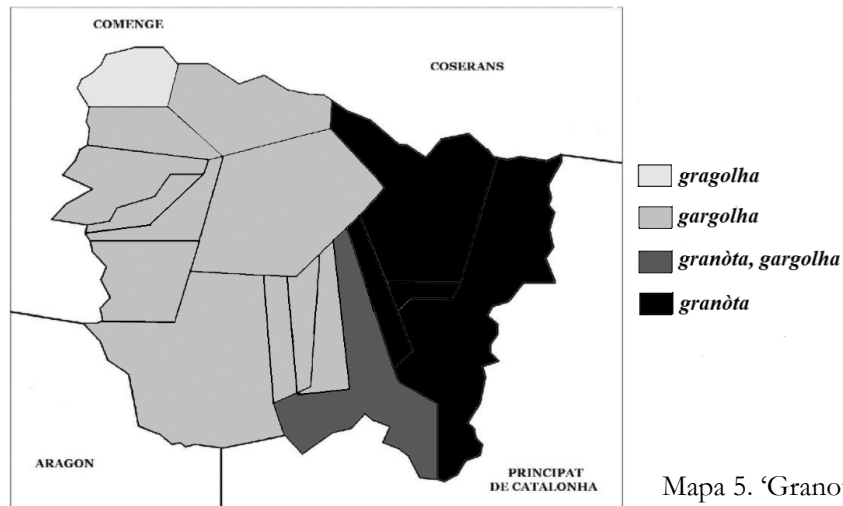 COMENGE
COSERANS
gragolha
gargolha
granòta, gargolha
granòta
ARAGON
PRINCIPAT
DE CATALONHA
Mapa 5. ‘Grano